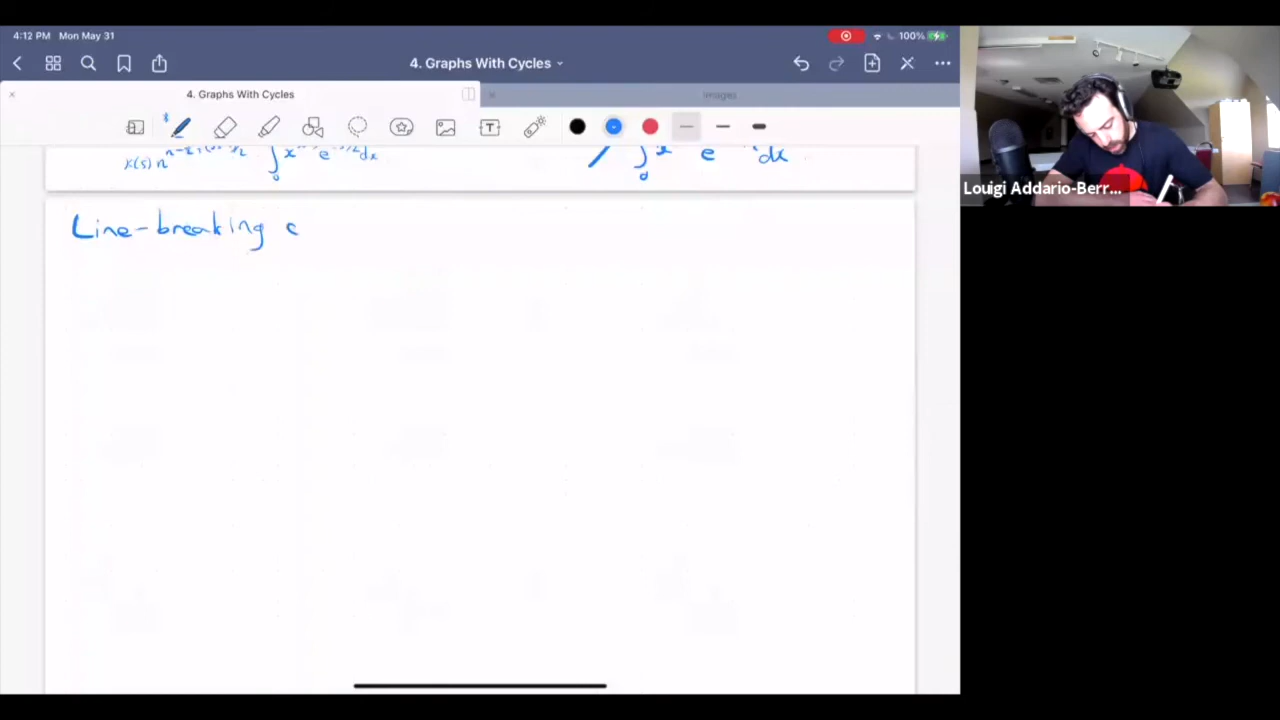 4:12 PM Mon May 31
100%
4. Graphs With Cycles
4. Graphs With Cycles
Images
Louigi Addario-Berr...
Line-breaking c